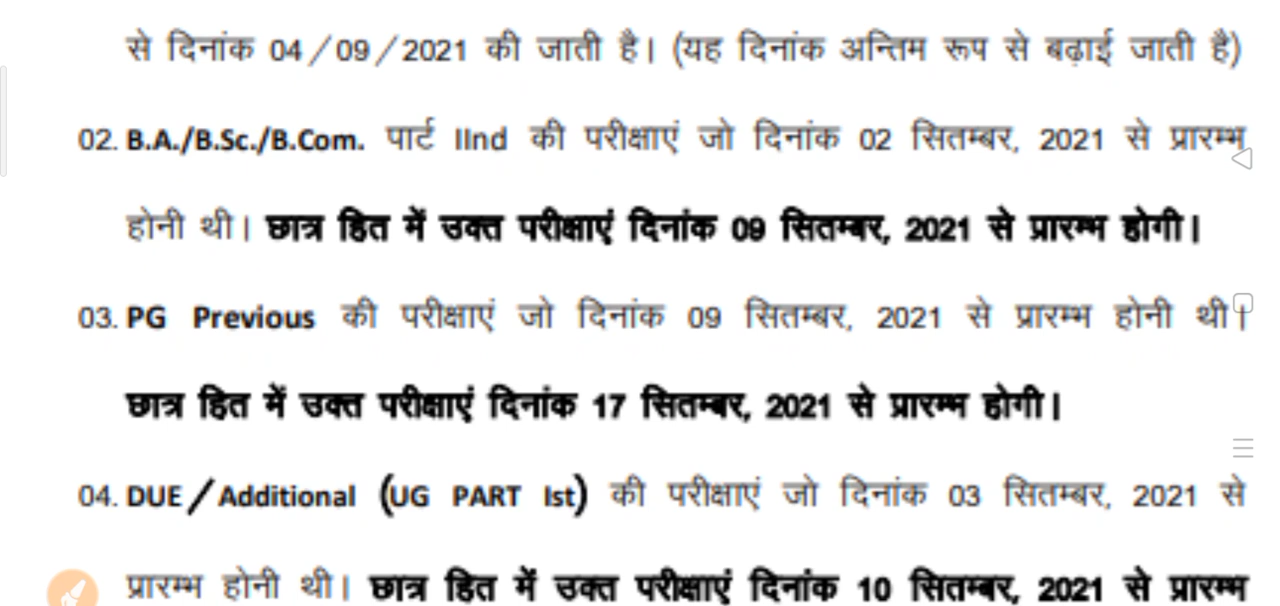 से दिनांक 04/09/2021 की जाती है। (यह दिनांक अन्तिम रूप से बढ़ाई जाती है)
02. B.A./B.Sc./B.Com. पार्ट IInd की परीक्षाएं जो दिनांक 02 सितम्बर, 2021 से प्रारम्भ
होनी थी। छात्र हित में उक्त परीक्षाएं दिनांक 09 सितम्बर, 2021 से प्रारम्भ होगी।
03. PG Previous की परीक्षाएं जो दिनांक 09 सितम्बर, 2021 से प्रारम्भ होनी थी।
छात्र हित में उक्त परीक्षाएं दिनांक 17 सितम्बर, 2021 से प्रारम्भ होगी।
04. DUE/Additional (UG PART Ist) की परीक्षाएं जो दिनांक 03 सितम्बर, 2021 से
प्रारम्भ होनी थी। छात्र हित में उक्त परीक्षाएं दिनांक 10 सितम्बर, 2021 से प्रारम्भ